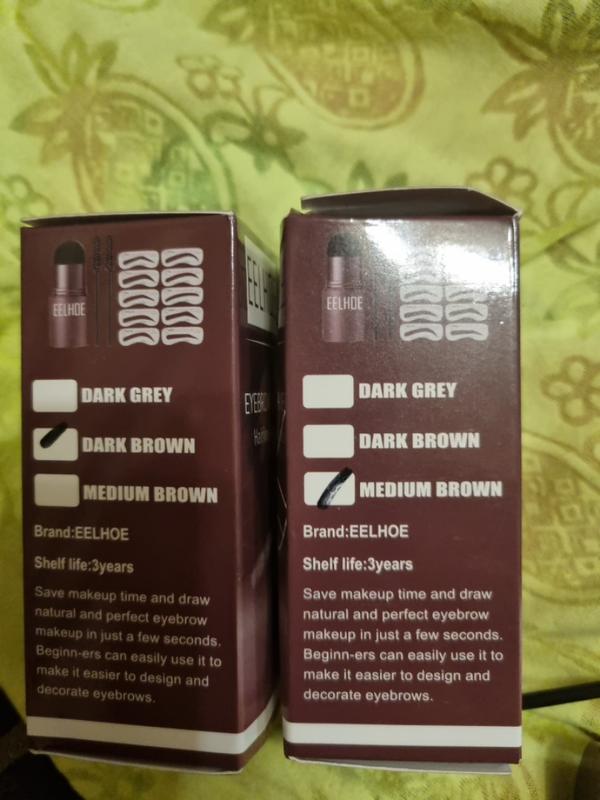 EELHOE
DARK GREY
DARK BROWN
MEDIUM BROWN
Brand:EELHOE
Shelf life:3years
Save makeup time and draw
natural and perfect eyebrow
makeup in just a few seconds.
Beginn-ers can easily use it to
make it easier to design and
decorate eyebrows.
EELHOE
DARK GREY
DARK BROWN
MEDIUM BROWN
Brand:EELHOE
Shelf life:3years
Save makeup time and draw
natural and perfect eyebrow
makeup in just a few seconds.
Beginn-ers can easily use it to
make it easier to design and
decorate eyebrows.